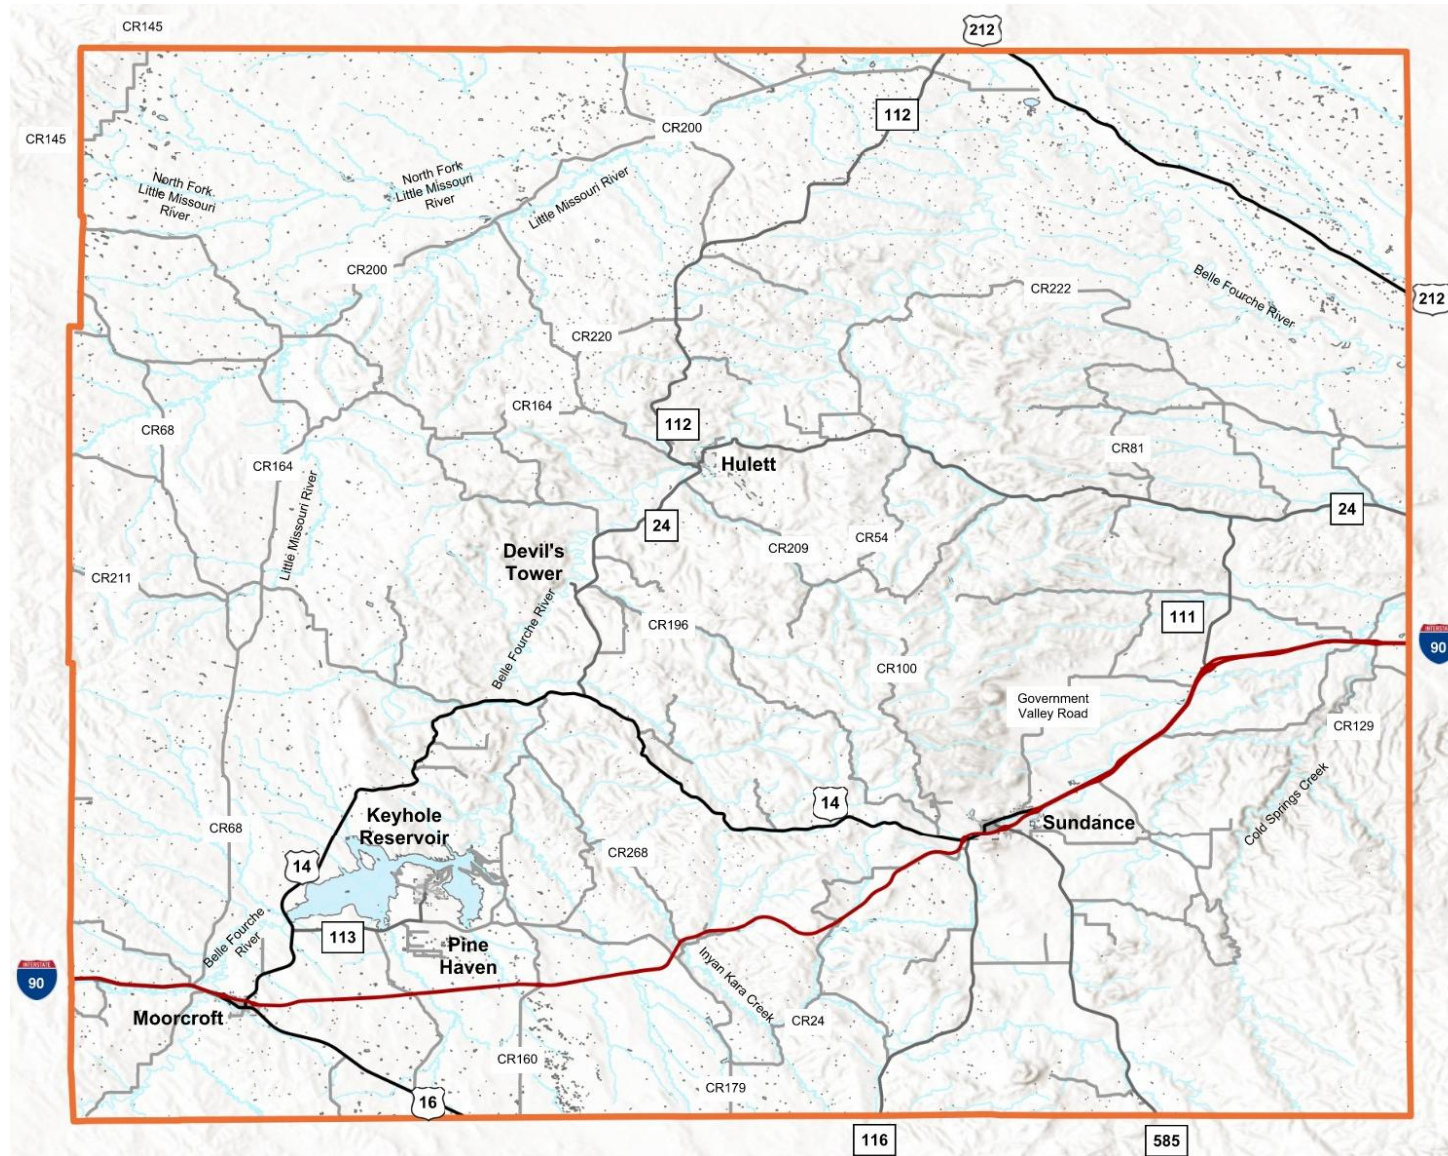 CR145
212
112
CR145
CR200
North Fork
Little Missouri
River
North Fork
Little Missouri
River
Little Missouri River
CR200
CR222
Belle Fourche River
212
CR220
CR164
112
CR68
CR164
Hulett
CR81
Little Missouri River
24
24
CR209
CR54
Devil's
Tower
CR211
Belle Fourche River
CR196
111
INTERSTATE
90
CR100
Government
Valley Road
CR129
14
Keyhole
Reservoir
CR68
Sundance
Cold Springs Creek
CR268
14
Belle Fourche
River
113
Pine
Haven
Inyan Kara Creek
INTERSTATE
90
Moorcroft
CR24
CR160
CR179
16
116
585